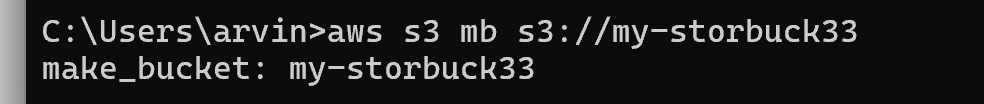 C:\Users\arvin>aws s3 mb s3://my-storbuck33
make_bucket: my-storbuck33